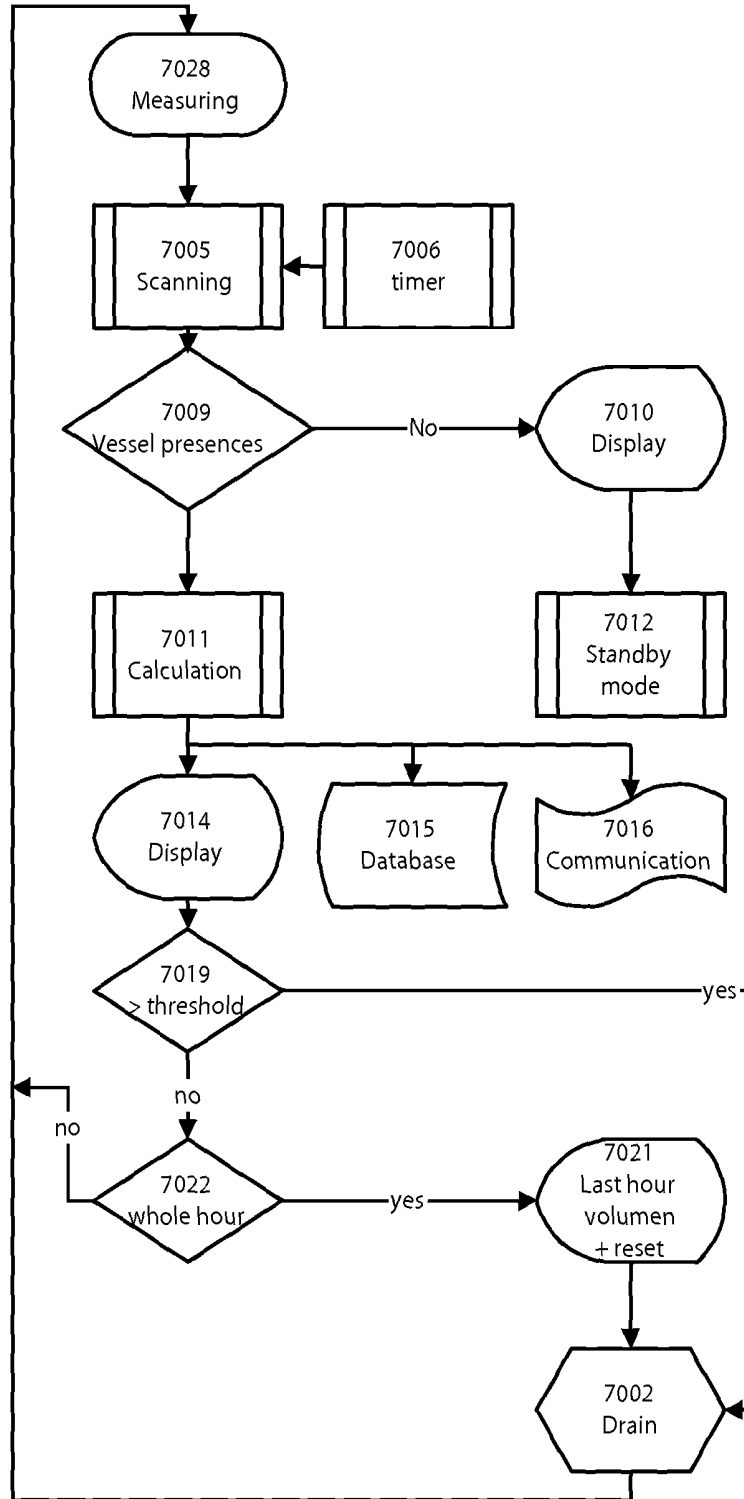 7028
Measuring
7005
Scanning
7006
timer
7009
Vessel presences
No
7010
Display
7011
Calculation
7012
Standby
mode
7014
Display
7015
Database
7016
Communication
7019
> threshold
yes
no
no
7022
whole hour
yes
7021
Last hour
volumen
+ reset
7002
Drain